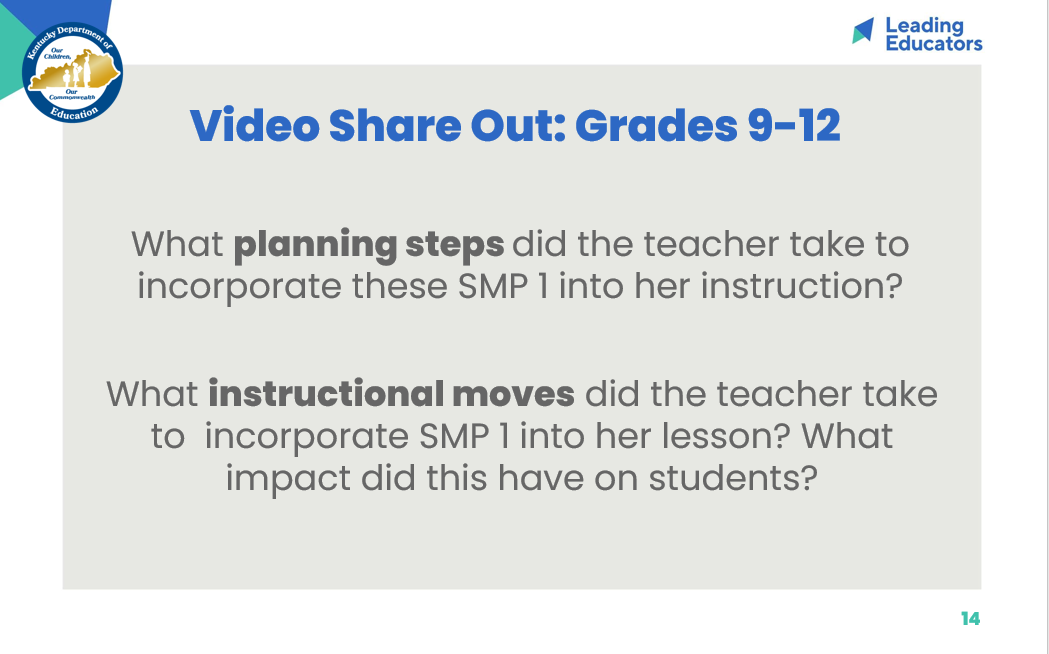 Kentucky Department of
Our
Children,
Our
Commonwealth
Education
Leading
Educators
Video Share Out: Grades 9-12
What planning steps did the teacher take to
incorporate these SMP 1 into her instruction?
What instructional moves did the teacher take
to  incorporate SMP 1 into her lesson? What
impact did this have on students?
14